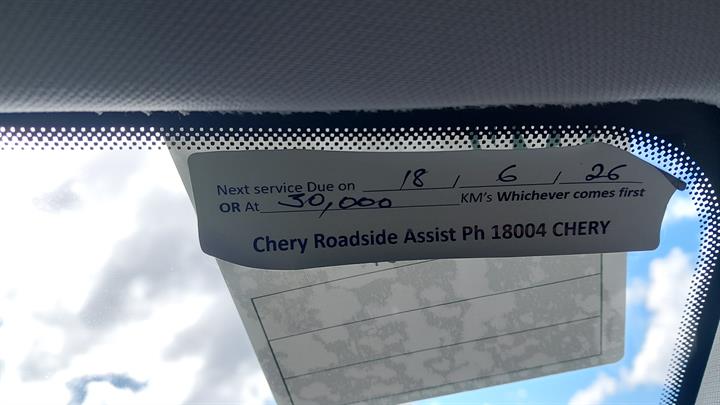 Next service Due on 18 / 6 / 26
OR At 30,000 KM's Whichever comes first
Chery Roadside Assist Ph 18004 CHERY